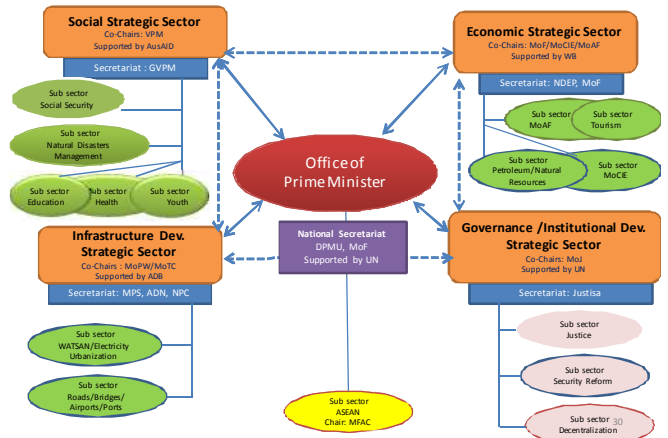 Social Strategic Sector
Co-Chairs: VPM
Supported by AusAID
Secretariat : GVPM
Sub sector
Social Security
Sub sector
Natural Disasters
Management
Sub sector
Education
Sub sector
Health
Sub sector
Youth
Economic Strategic Sector
Co-Chairs: MoF/MoCIE/MoAF
Supported by WB
Secretariat: NDEP, MoF
Sub sector
MoAF
Sub sector
Tourism
Sub sector
Petroleum/Natural
Resources
Sub sector
MoCIE
Office of
Prime Minister
National Secretariat
DPMU, MoF
Supported by UN
Infrastructure Dev.
Strategic Sector
Co-Chairs : MoPW/MoTC
Supported by ADB
Secretariat: MPS, ADN, NPC
Sub sector
WATSAN/Electricity
Urbanization
Sub sector
Roads/Bridges/
Airports/Ports
Governance /Institutional Dev.
Strategic Sector
Co-Chairs: MoJ
Supported by UN
Secretariat: Justisa
Sub sector
Justice
Sub sector
Security Reform
Sub sector
Decentralization
Sub sector
ASEAN
Chair: MFAC
30